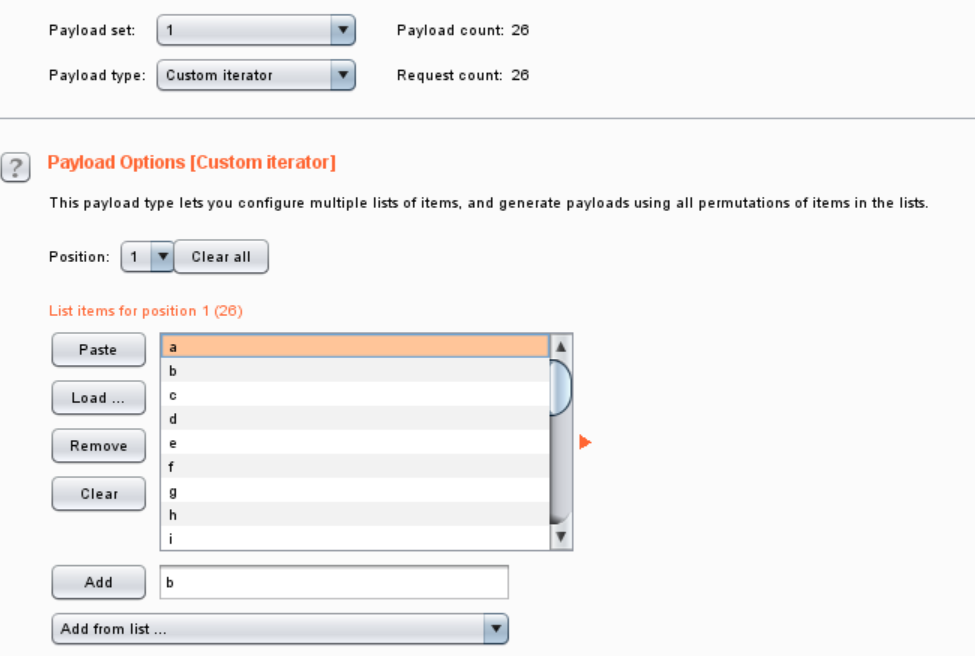 Payload set: 1 Payload count: 26
Payload type: Custom iterator Request count: 26
? Payload Options [Custom iterator]
This payload type lets you configure multiple lists of items, and generate payloads using all permutations of items in the lists.
Position: 1 Clear all
List items for position 1 (26)
Paste a
b
Load ... c
d
Remove e
f
Clear g
h
i
Add b
Add from list ...